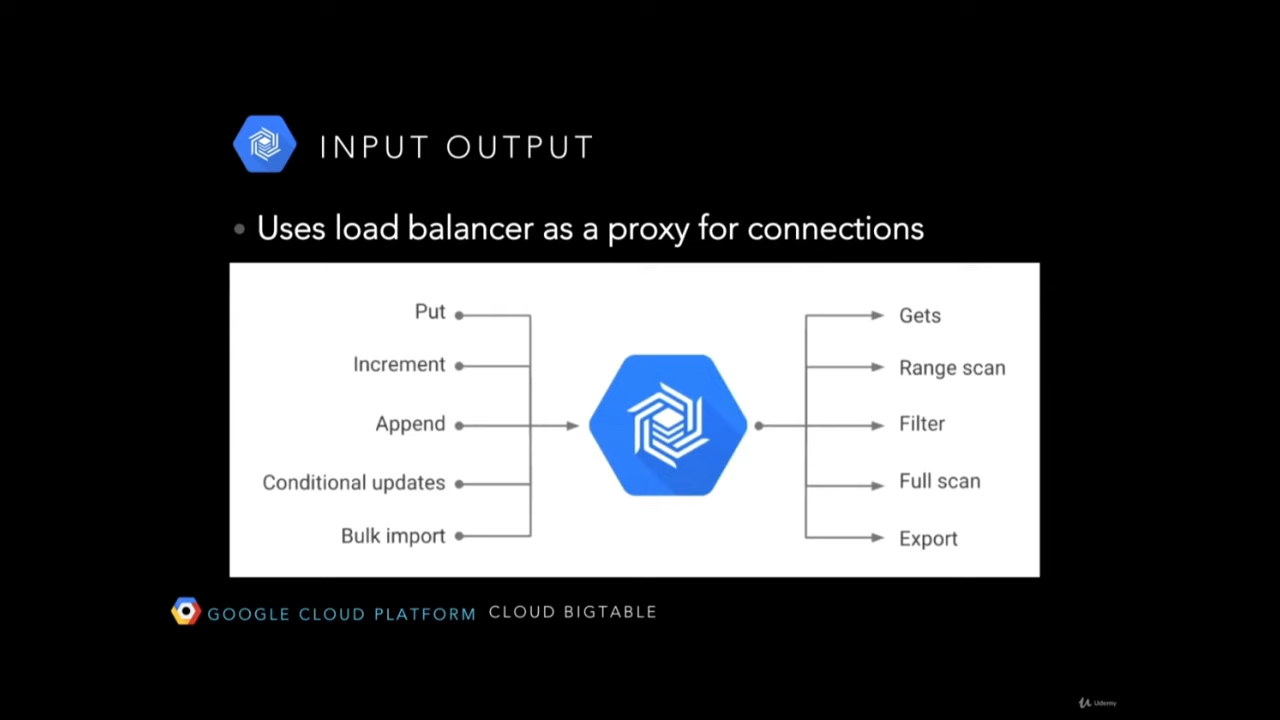 INPUT OUTPUT
• Uses load balancer as a proxy for connections
Put
Increment
Append
Conditional updates
Bulk import
Gets
Range scan
Filter
Full scan
Export
GOOGLE CLOUD PLATFORM CLOUD BIGTABLE
Udemy